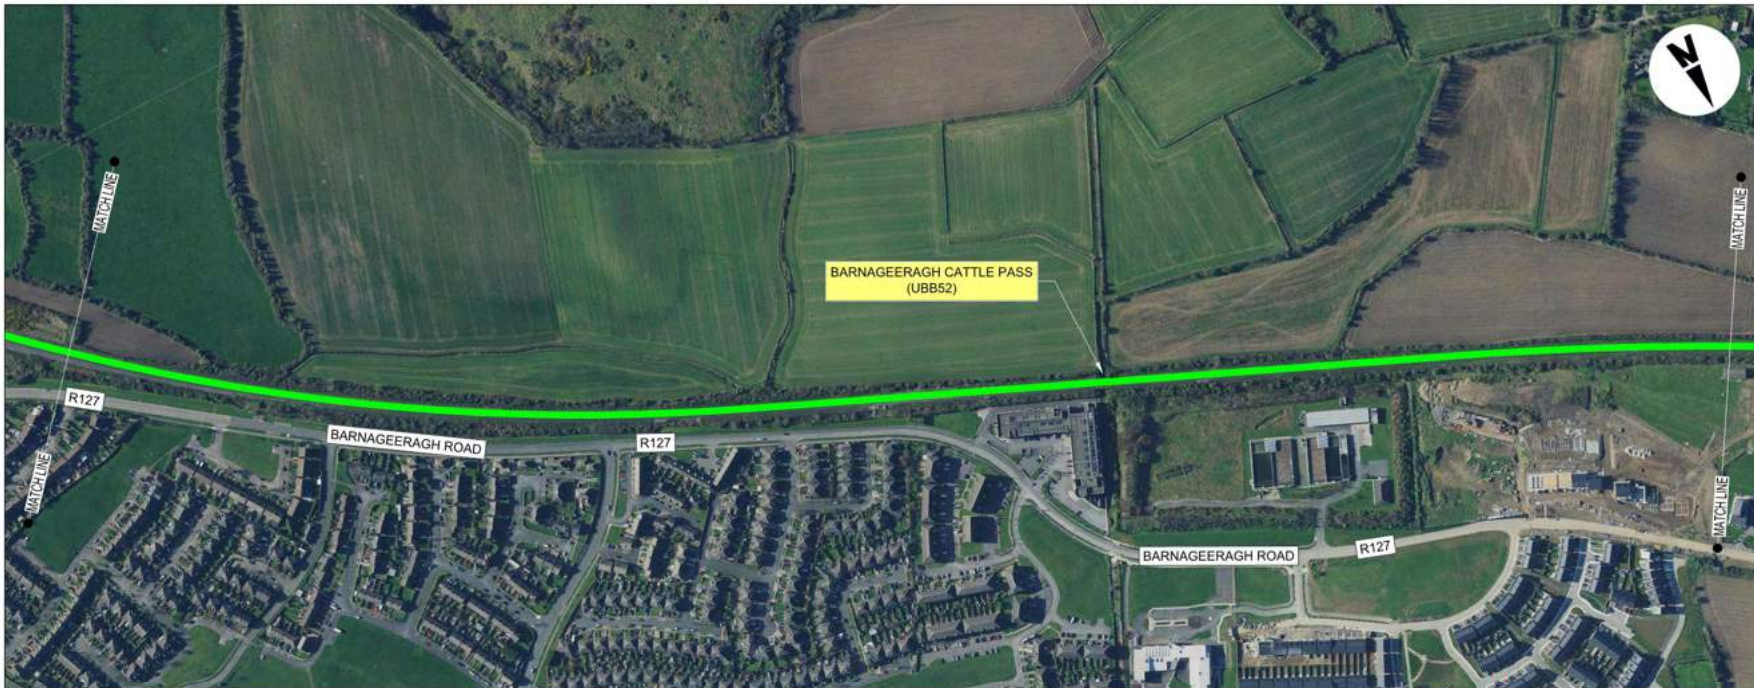 N
MATCH LINE
MATCH LINE
BARNAGEERAGH CATTLE PASS
(UBB52)
R127
BARNAGEERAGH ROAD
R127
MATCH LINE
MATCH LINE
BARNAGEERAGH ROAD
R127